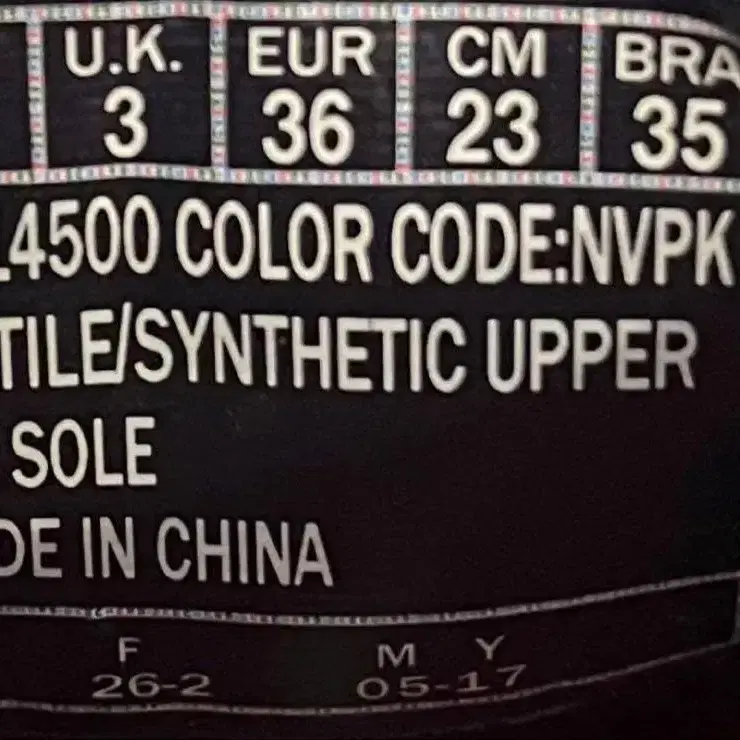 U.K. EUR CM BRA
3 36 23 35
4500 COLOR CODE:NVPK
TILE/SYNTHETIC UPPER
SOLE
DE IN CHINA
F M Y
26-2 05-17